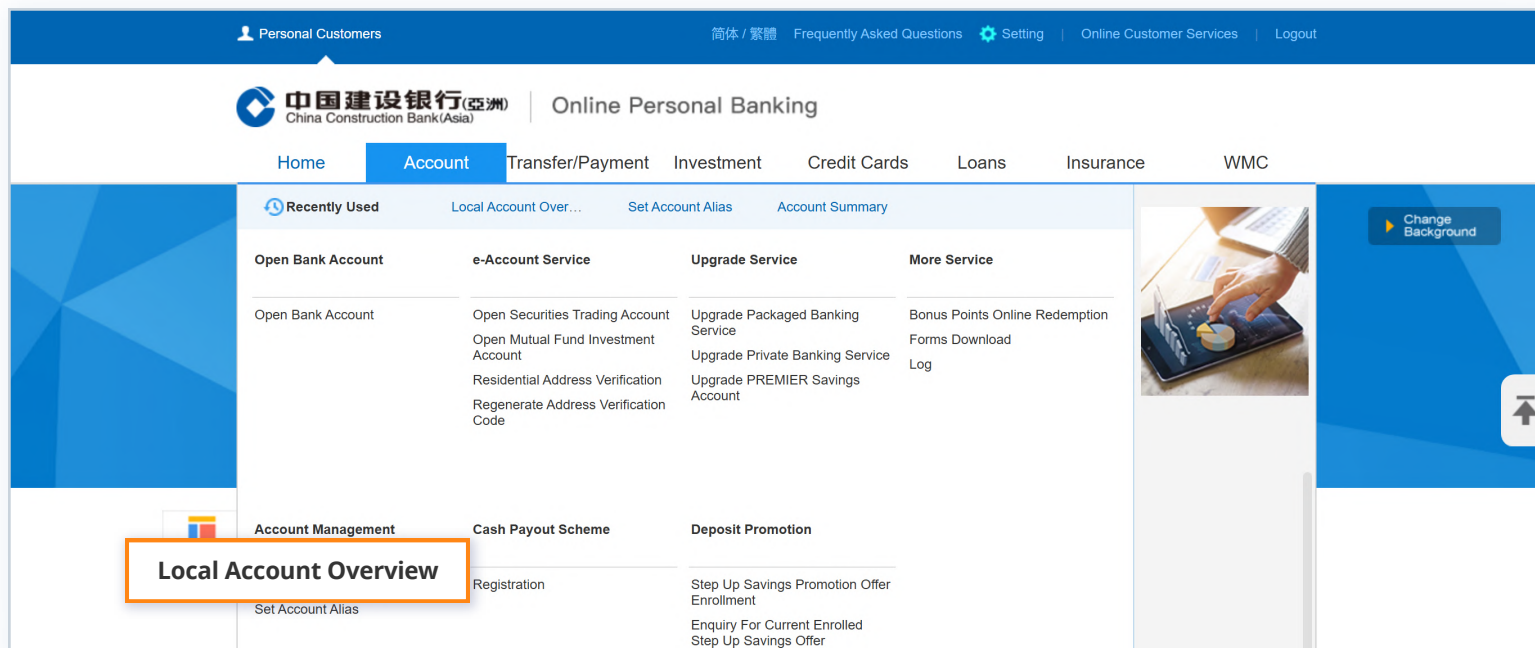 Personal Customers
简体 / 繁體 Frequently Asked Questions Setting | Online Customer Services | Logout
中国建设银行(亞洲)
China Construction Bank(Asia)
Online Personal Banking
Home Account Transfer/Payment Investment Credit Cards Loans Insurance WMC
Recently Used Local Account Over... Set Account Alias Account Summary
Change
Background
Open Bank Account
Open Bank Account
e-Account Service
Open Securities Trading Account
Open Mutual Fund Investment
Account
Residential Address Verification
Regenerate Address Verification
Code
Upgrade Service
Upgrade Packaged Banking
Service
Upgrade Private Banking Service
Upgrade PREMIER Savings
Account
More Service
Bonus Points Online Redemption
Forms Download
Log
Account Management
Local Account Overview
Set Account Alias
Cash Payout Scheme
Registration
Deposit Promotion
Step Up Savings Promotion Offer
Enrollment
Enquiry For Current Enrolled
Step Up Savings Offer